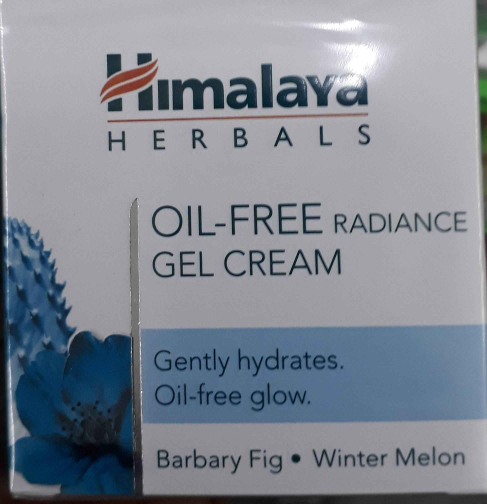 Himalaya
HERBALS
OIL-FREE RADIANCE
GEL CREAM
Gently hydrates.
Oil-free glow.
Barbary Fig • Winter Melon